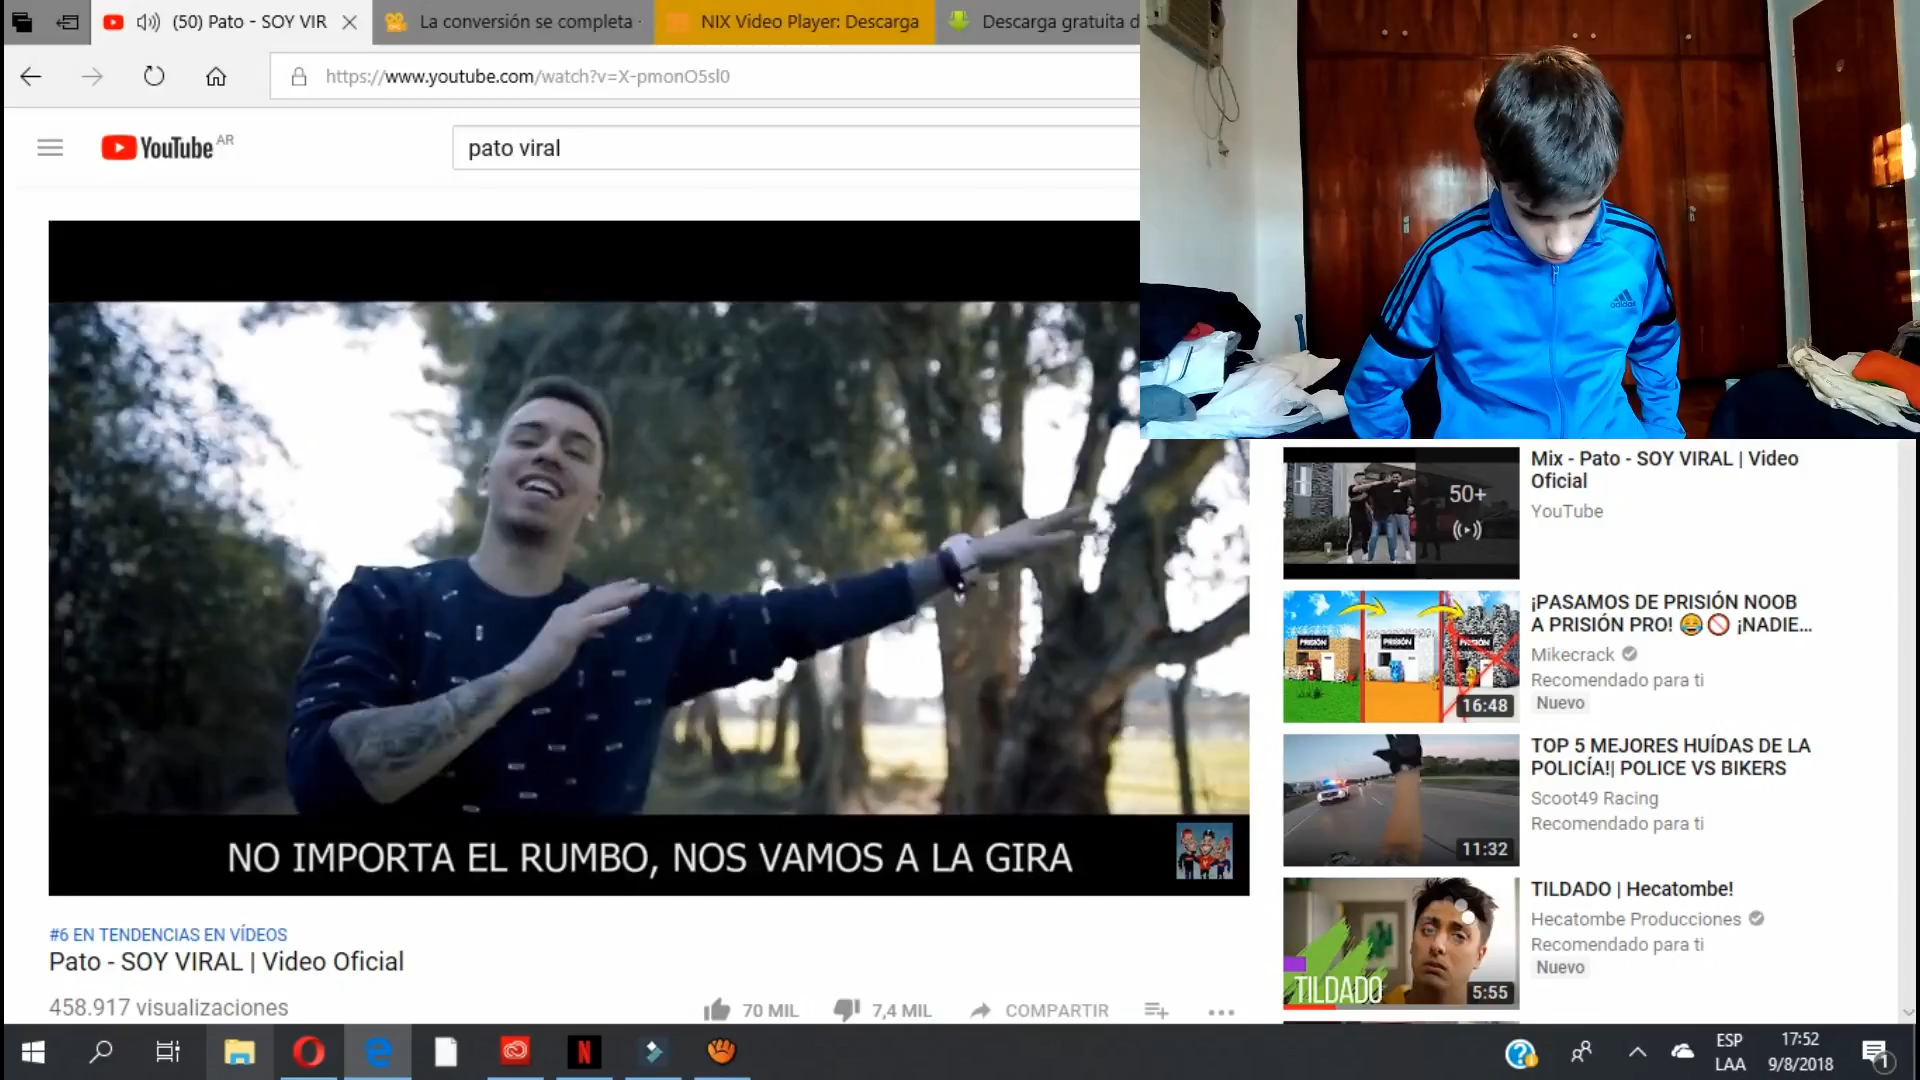 (50) Pato - SOY VIR
La conversión se completa
NIX Video Player: Descarga
Descarga gratuita d
https://www.youtube.com/watch?v=X-pmonO5sl0
YouTube AR
pato viral
adidas
NO IMPORTA EL RUMBO, NOS VAMOS A LA GIRA
#6 EN TENDENCIAS EN VÍDEOS
Pato - SOY VIRAL | Video Oficial
458.917 visualizaciones
70 MIL
7,4 MIL
COMPARTIR
50+
Mix - Pato - SOY VIRAL | Video
Oficial
YouTube
PRISIÓN
PRISIÓN
PRISIÓN
16:48
¡PASAMOS DE PRISIÓN NOOB
A PRISIÓN PRO! 😂🚫 ¡NADIE...
Mikecrack
Recomendado para ti
Nuevo
11:32
TOP 5 MEJORES HUÍDAS DE LA
POLICÍA!| POLICE VS BIKERS
Scoot49 Racing
Recomendado para ti
TILDADO
5:55
TILDADO | Hecatombe!
Hecatombe Producciones
Recomendado para ti
Nuevo
ESP
LAA
17:52
9/8/2018
1